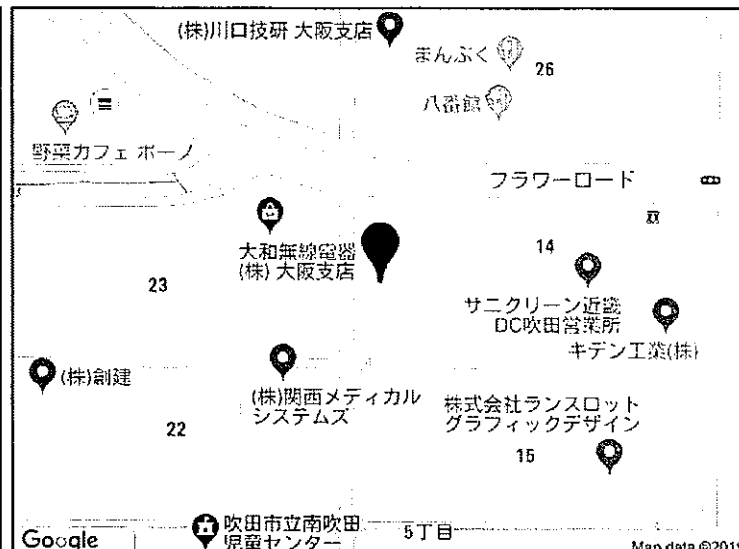 (株)川口技研 大阪支店
まんぷく
26
八番館
野菜カフェ ボーノ
フラワーロード
大和無線電器
(株) 大阪支店
14
23
サニクリーン近畿
DC吹田営業所
キデン工業(株)
(株)創建
(株)関西メディカル
システムズ
株式会社ランスロット
グラフィックデザイン
22
15
吹田市立南吹田
児童センター
5丁目
Google
Map data ©2019